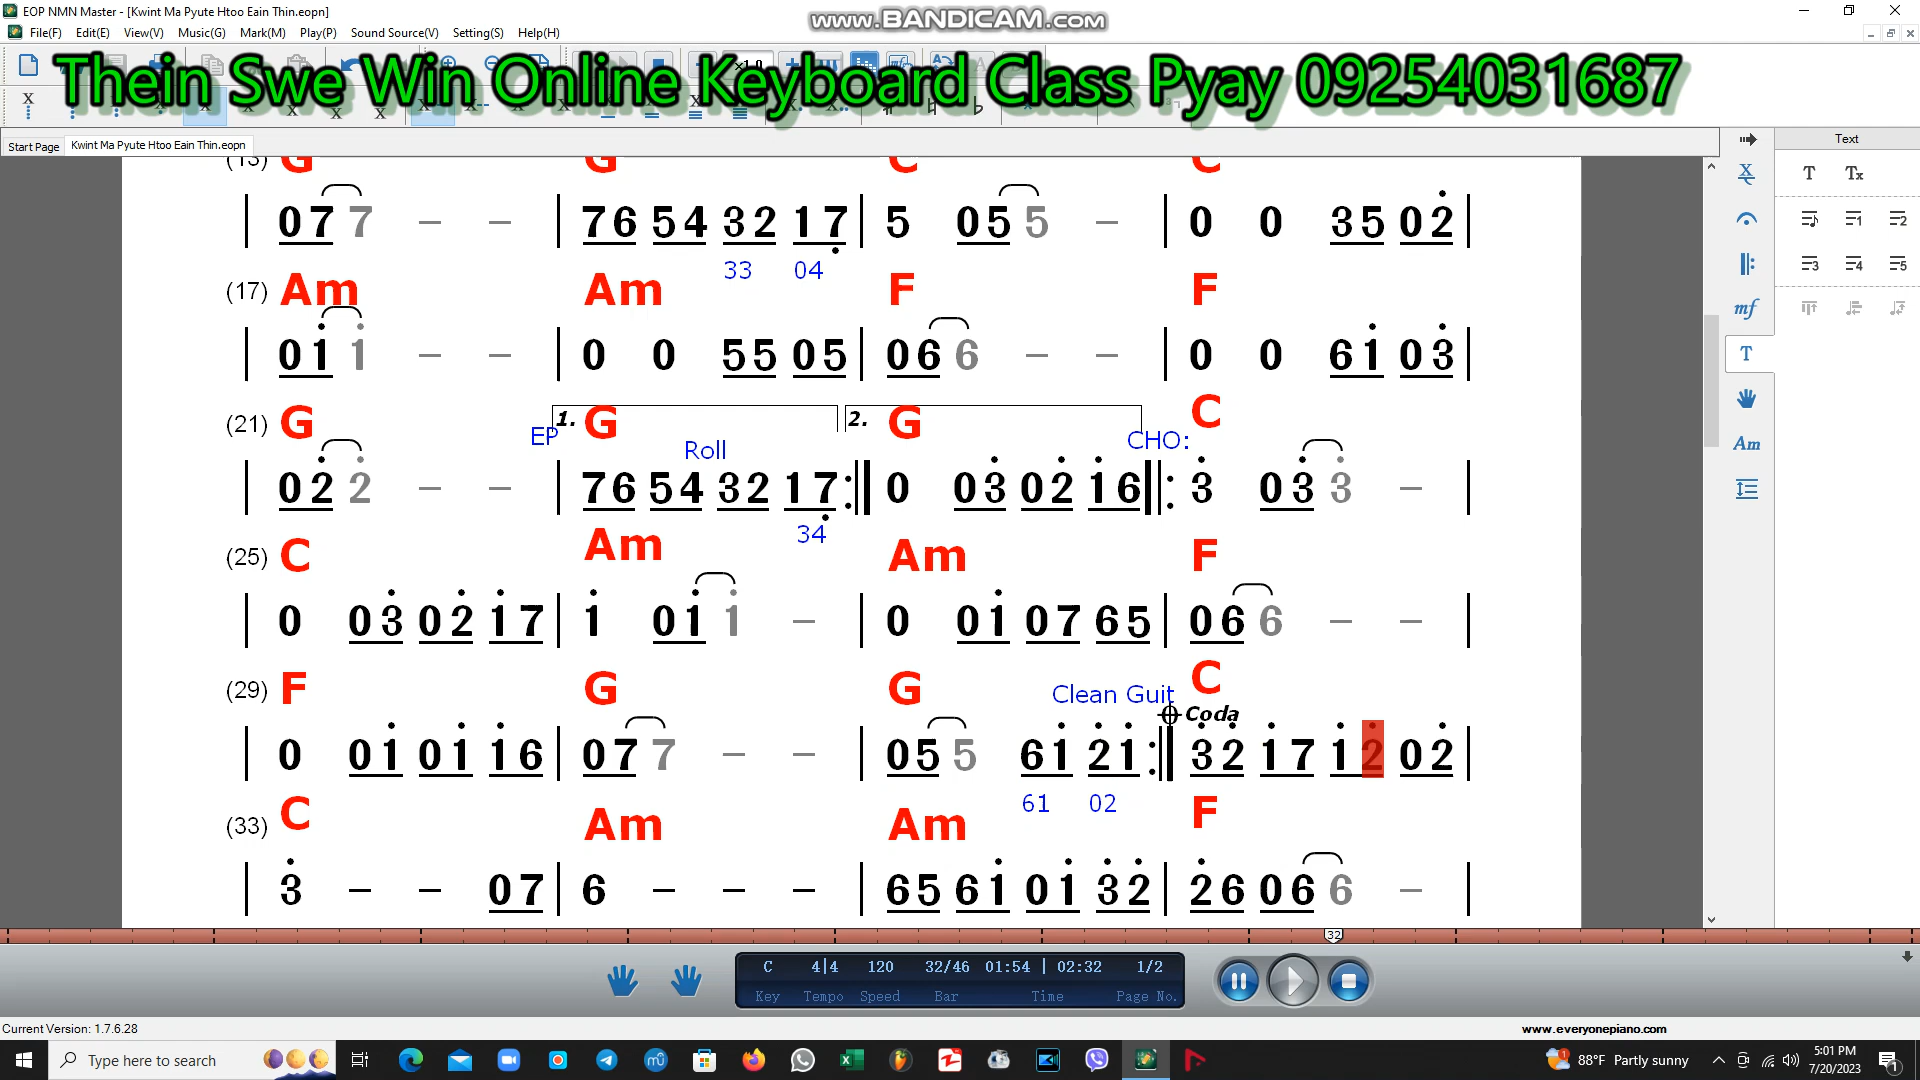 EOP NMN Master - [Kwint Ma Pyute Htoo Eain Thin.eopn]
WWW.BANDICAM.COM
File(F) Edit(E) View(V) Music(G) Mark(M) Play(P) Sound Source(V) Setting(S) Help(H)
Thein Swe Win Online Keyboard Class Pyay 09254031687
Start Page Kwint Ma Pyute Htoo Eain Thin.eopn
Text
(13) G G C C
0 7 7 – – 7 6 5 4 3 2 1 7 5 0 5 5 – 0 0 3 5 0 2
33 04
(17) Am Am F F
0 1 1 – – 0 0 5 5 0 5 0 6 6 – – 0 0 6 1 0 3
(21) G 1. G 2. G C
EP Roll CHO:
0 2 2 – – 7 6 5 4 3 2 1 7 0 0 3 0 2 1 6 3 0 3 3 –
34
(25) C Am Am F
0 0 3 0 2 1 7 1 0 1 1 – 0 0 1 0 7 6 5 0 6 6 – –
(29) F G G C
Clean Guit
Coda
0 0 1 0 1 1 6 0 7 7 – – 0 5 5 6 1 2 1 3 2 1 7 1 2 0 2
61 02
(33) C Am Am F
3 – – 0 7 6 – – – 6 5 6 1 0 1 3 2 2 6 0 6 6 –
32
C 4|4 120 32/46 01:54 | 02:32 1/2
Key Tempo Speed Bar Time Page No.
Current Version: 1.7.6.28
www.everyonepiano.com
Type here to search
88°F Partly sunny
5:01 PM
7/20/2023